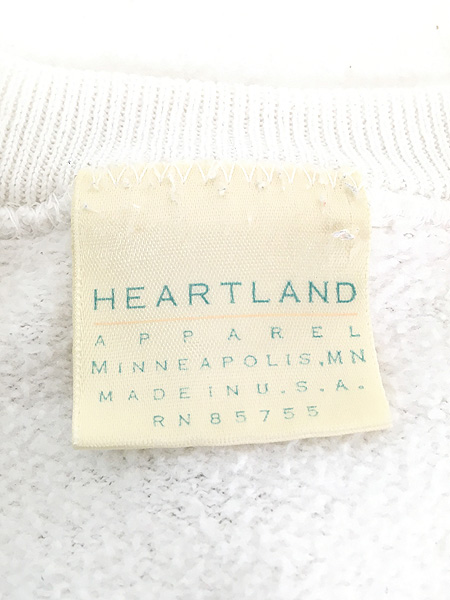 HEARTLAND
APPAREL
MINNEAPOLIS, MN
MADE IN U.S.A.
RN 85755